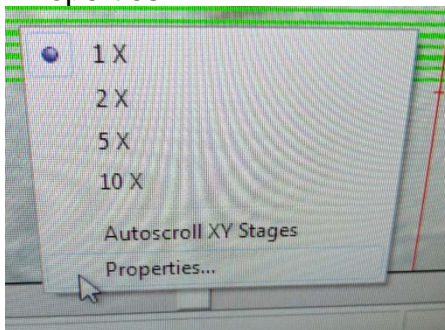 1 X
2 X
5 X
10 X
Autoscroll XY Stages
Properties...